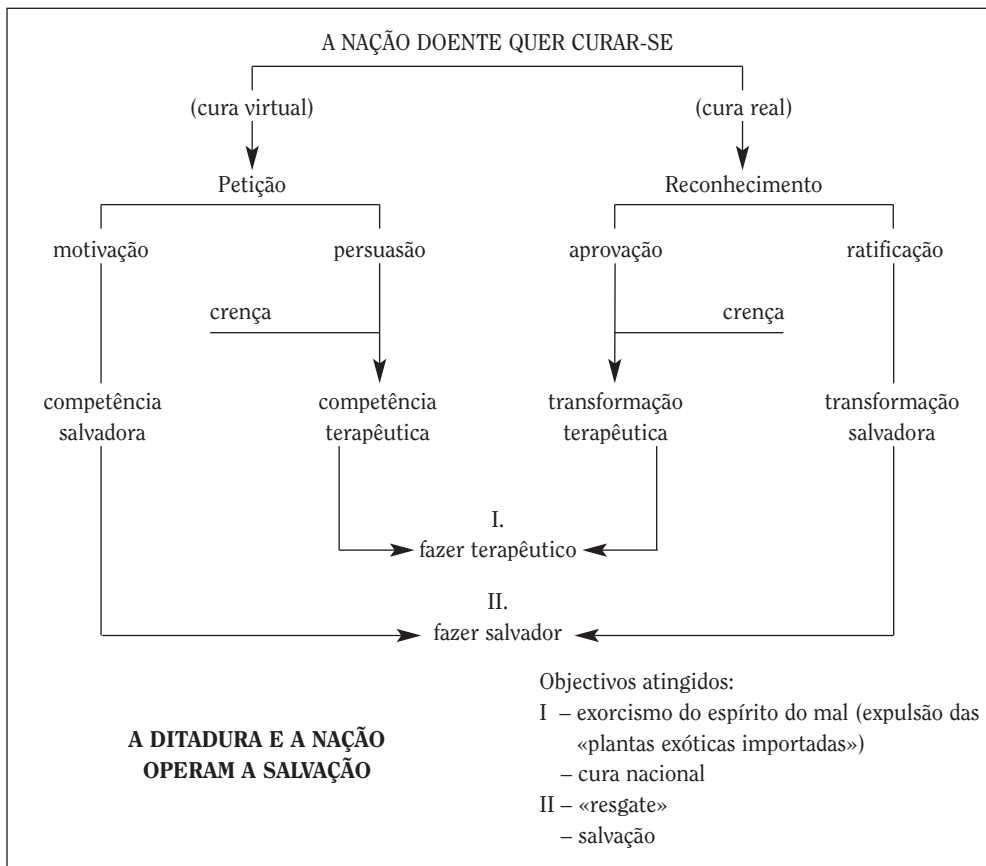 A NAÇÃO DOENTE QUER CURAR-SE
(cura virtual) (cura real)
Petição Reconhecimento
motivação persuasão aprovação ratificação
crença crença
competência competência transformação transformação
salvadora terapêutica terapêutica salvadora
I.
fazer terapêutico
II.
fazer salvador
Objectivos atingidos:
I – exorcismo do espírito do mal (expulsão das
«plantas exóticas importadas»)
– cura nacional
II – «resgate»
– salvação
A DITADURA E A NAÇÃO
OPERAM A SALVAÇÃO